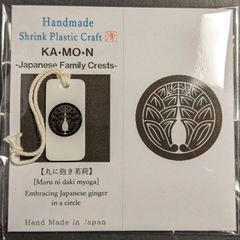 Handmade
Shrink Plastic Craft
KA・MO・N
-Japanese Family Crests-
【丸に抱き茗荷】
[Maru ni daki myoga]
Embracing Japanese ginger
in a circle
Hand Made in Japan